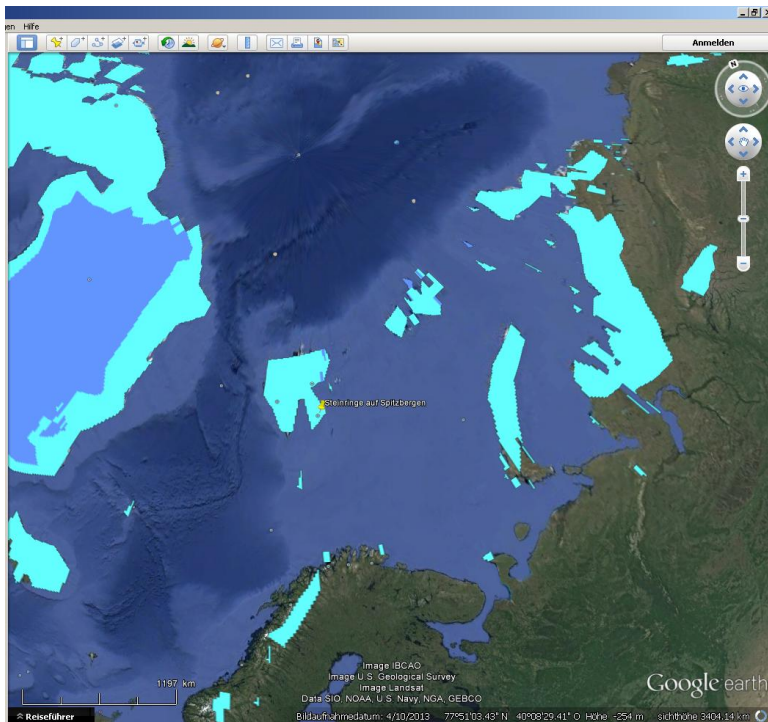 gen Hilfe
Anmelden
N
Steinringe auf Spitzbergen
1197 km
Image IBCAO
Image U.S. Geological Survey
Image Landsat
Data SIO, NOAA, U.S. Navy, NGA, GEBCO
Google earth
Reiseführer
Bildaufnahmedatum: 4/10/2013 77°51'03.43" N 40°08'29.41" O Höhe -254 m sichthöhe 3404.14 km